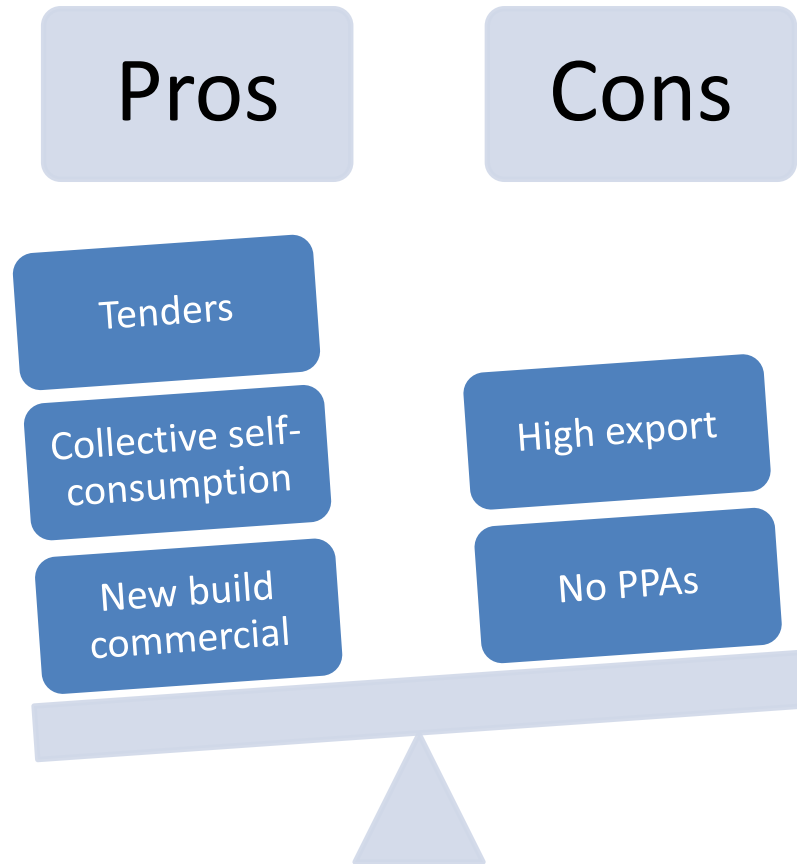 Pros
Cons
Tenders
Collective self-
consumption
New build
commercial
High export
No PPAs